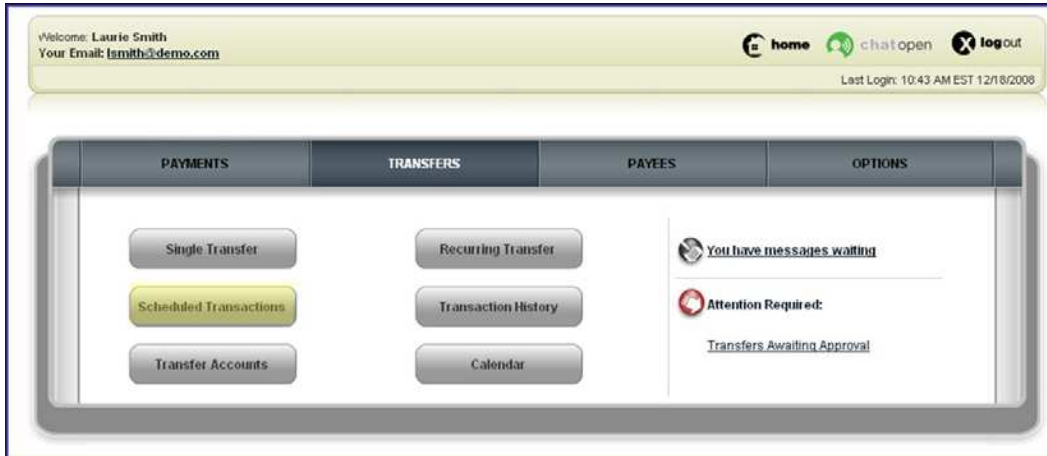 Welcome: Laurie Smith
Your Email: lsmith@demo.com
home chatopen logout
Last Login: 10:43 AM EST 12/18/2008
PAYMENTS TRANSFERS PAYEES OPTIONS
Single Transfer Recurring Transfer You have messages waiting
Scheduled Transactions Transaction History Attention Required:
Transfer Accounts Calendar Transfers Awaiting Approval